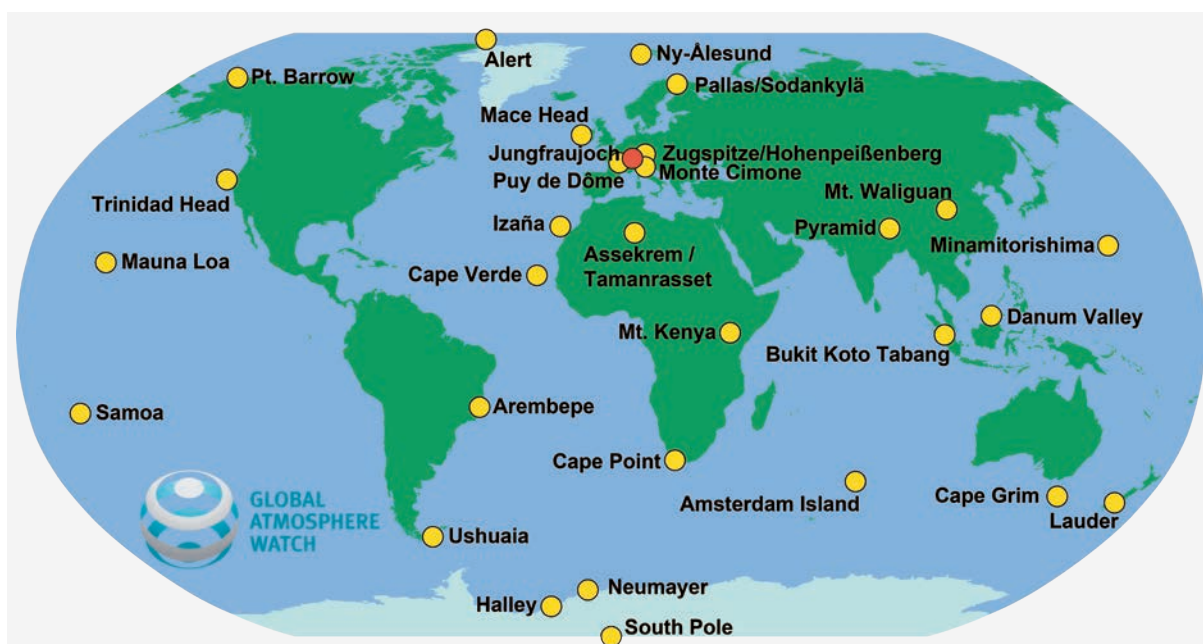 Alert
Ny-Ålesund
Pt. Barrow
Pallas/Sodankylä
Mace Head
Jungfraujoch
Zugspitze/Hohenpeißenberg
Puy de Dôme
Monte Cimone
Trinidad Head
Mt. Waliguan
Izaña
Pyramid
Minamitorishima
Mauna Loa
Cape Verde
Assekrem /
Tamanrasset
Danum Valley
Mt. Kenya
Bukit Koto Tabang
Samoa
Arembepe
Cape Point
Amsterdam Island
Cape Grim
Lauder
GLOBAL
ATMOSPHERE
WATCH
Ushuaia
Neumayer
Halley
South Pole